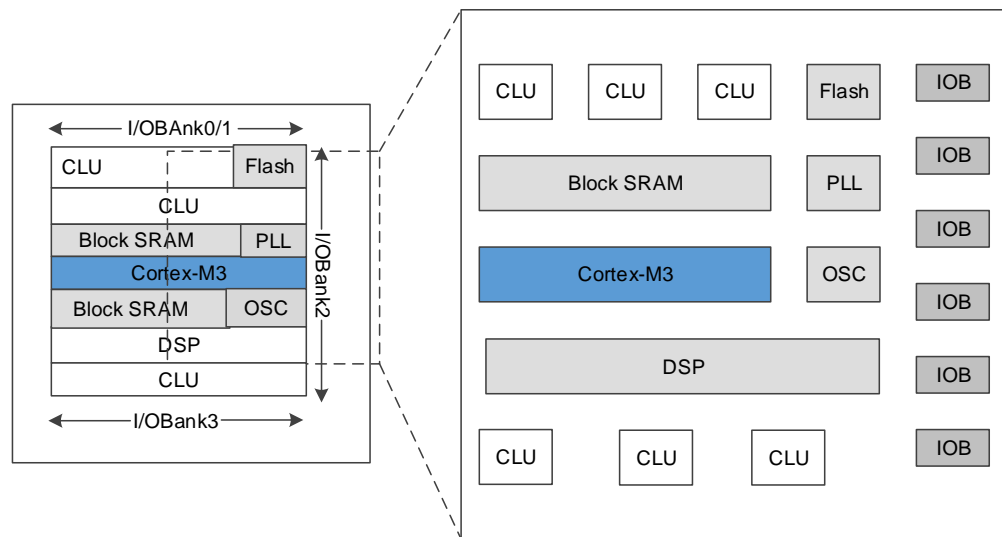 I/OBAnk0/1
CLU Flash
CLU
Block SRAM PLL
Cortex-M3
Block SRAM OSC
DSP
CLU
I/OBank3
I/OBank2
CLU CLU CLU Flash IOB
IOB
Block SRAM PLL
IOB
Cortex-M3 OSC
IOB
DSP IOB
CLU CLU CLU IOB